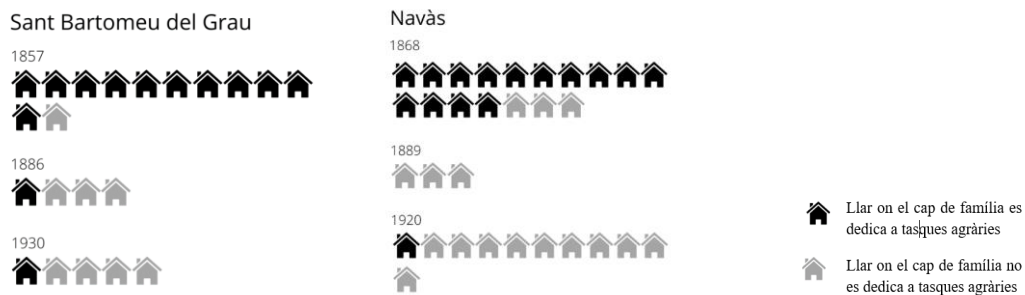 Sant Bartomeu del Grau
1857
1886
1930
Navàs
1868
1889
1920
Llar on el cap de família es
dedica a tasques agràries
Llar on el cap de família no
es dedica a tasques agràries